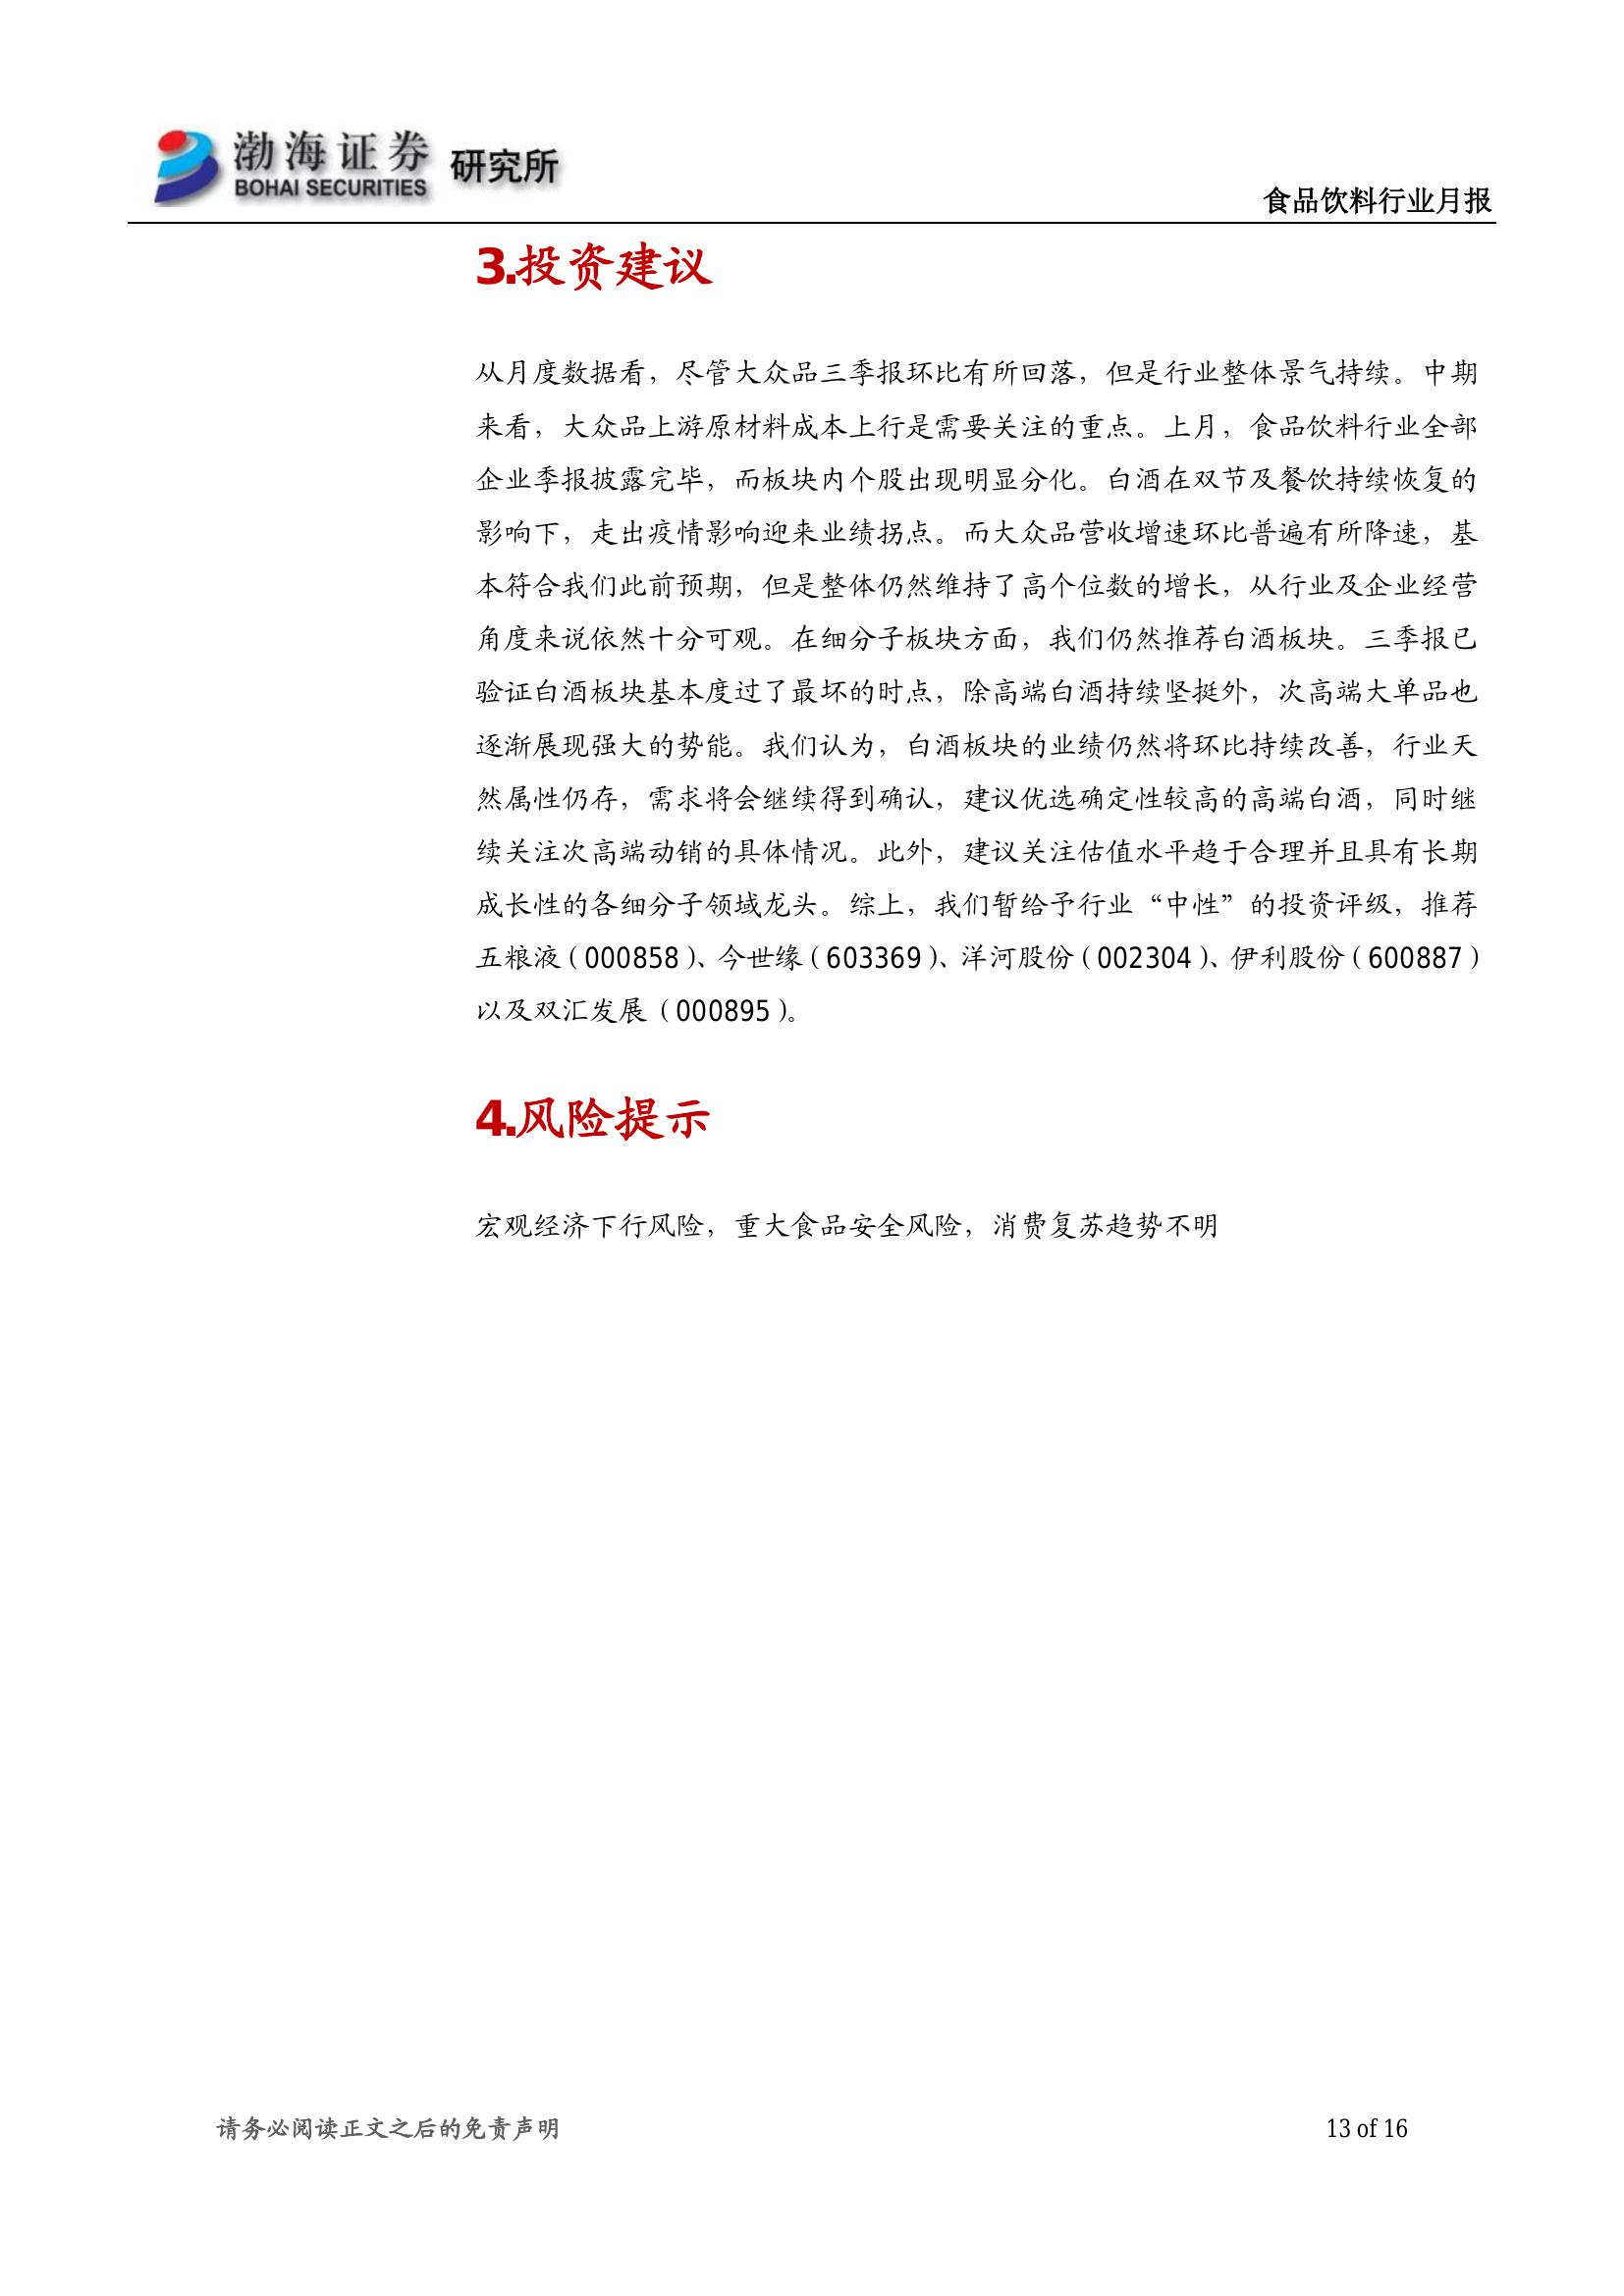 渤海证券 研究所
BOHAI SECURITIES
食品饮料行业月报
3.投资建议
从月度数据看，尽管大众品三季报环比有所回落，但是行业整体景气持续。中期
来看，大众品上游原材料成本上行是需要关注的重点。上月，食品饮料行业全部
企业季报披露完毕，而板块内个股出现明显分化。白酒在双节及餐饮持续恢复的
影响下，走出疫情影响迎来业绩拐点。而大众品营收增速环比普遍有所降速，基
本符合我们此前预期，但是整体仍然维持了高个位数的增长，从行业及企业经营
角度来说依然十分可观。在细分子板块方面，我们仍然推荐白酒板块。三季报已
验证白酒板块基本度过了最坏的时点，除高端白酒持续坚挺外，次高端大单品也
逐渐展现强大的势能。我们认为，白酒板块的业绩仍然将环比持续改善，行业天
然属性仍存，需求将会继续得到确认，建议优选确定性较高的高端白酒，同时继
续关注次高端动销的具体情况。此外，建议关注估值水平趋于合理并且具有长期
成长性的各细分子领域龙头。综上，我们暂给予行业“中性”的投资评级，推荐
五粮液（000858）、今世缘（603369）、洋河股份（002304）、伊利股份（600887）
以及双汇发展（000895）。
4.风险提示
宏观经济下行风险，重大食品安全风险，消费复苏趋势不明
请务必阅读正文之后的免责声明
13 of 16